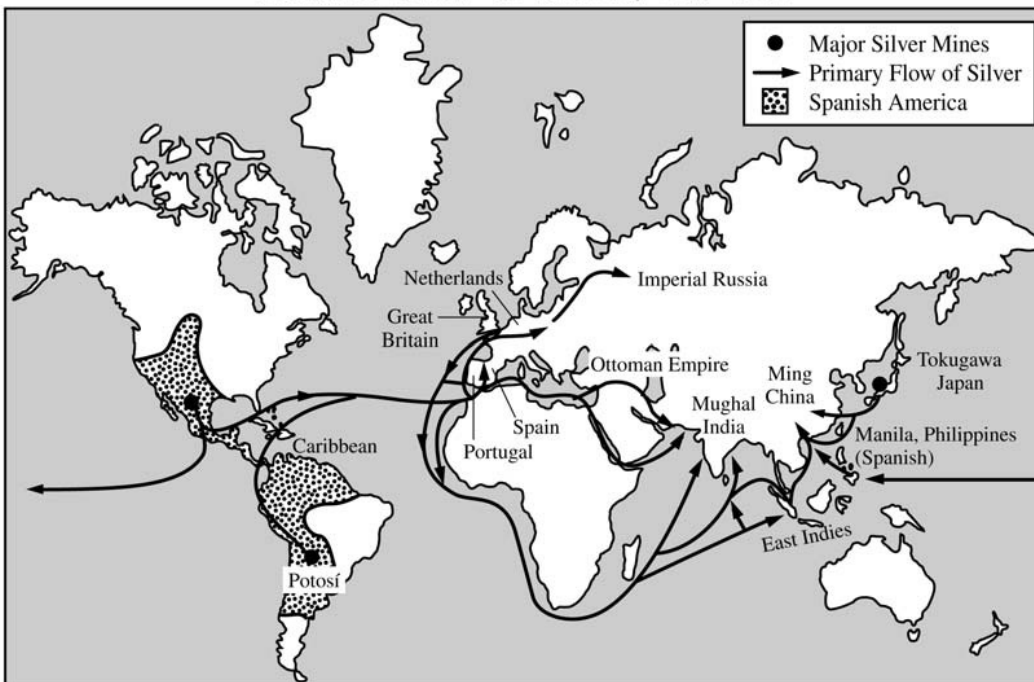 Major Silver Mines
Primary Flow of Silver
Spanish America
Netherlands
Imperial Russia
Great
Britain
Ottoman Empire
Tokugawa
Japan
Ming
China
Mughal
India
Spain
Portugal
Caribbean
Manila, Philippines
(Spanish)
East Indies
Potosí